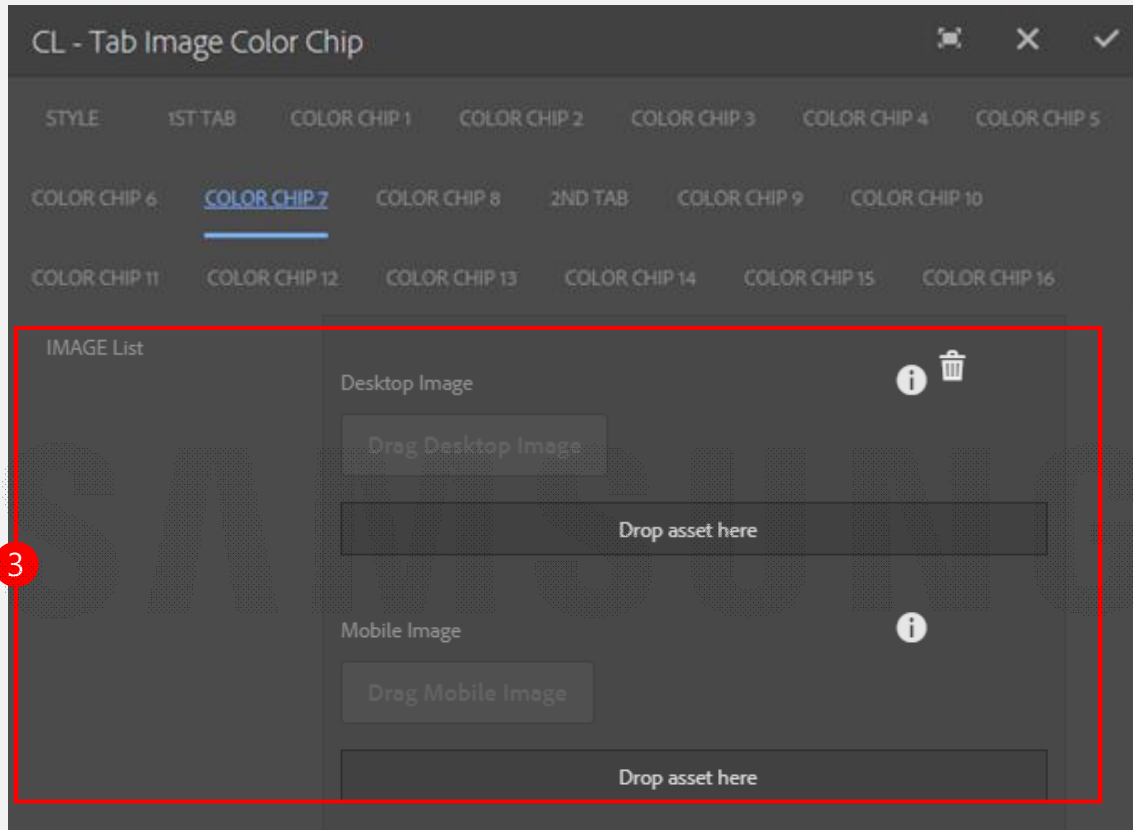 CL - Tab Image Color Chip
STYLE 1ST TAB COLOR CHIP 1 COLOR CHIP 2 COLOR CHIP 3 COLOR CHIP 4 COLOR CHIP 5
COLOR CHIP 6 COLOR CHIP 7 COLOR CHIP 8 2ND TAB COLOR CHIP 9 COLOR CHIP 10
COLOR CHIP 11 COLOR CHIP 12 COLOR CHIP 13 COLOR CHIP 14 COLOR CHIP 15 COLOR CHIP 16
IMAGE List
Desktop Image
Drag Desktop Image
SAMSUNG
Drop asset here
3
Mobile Image
Drag Mobile Image
Drop asset here